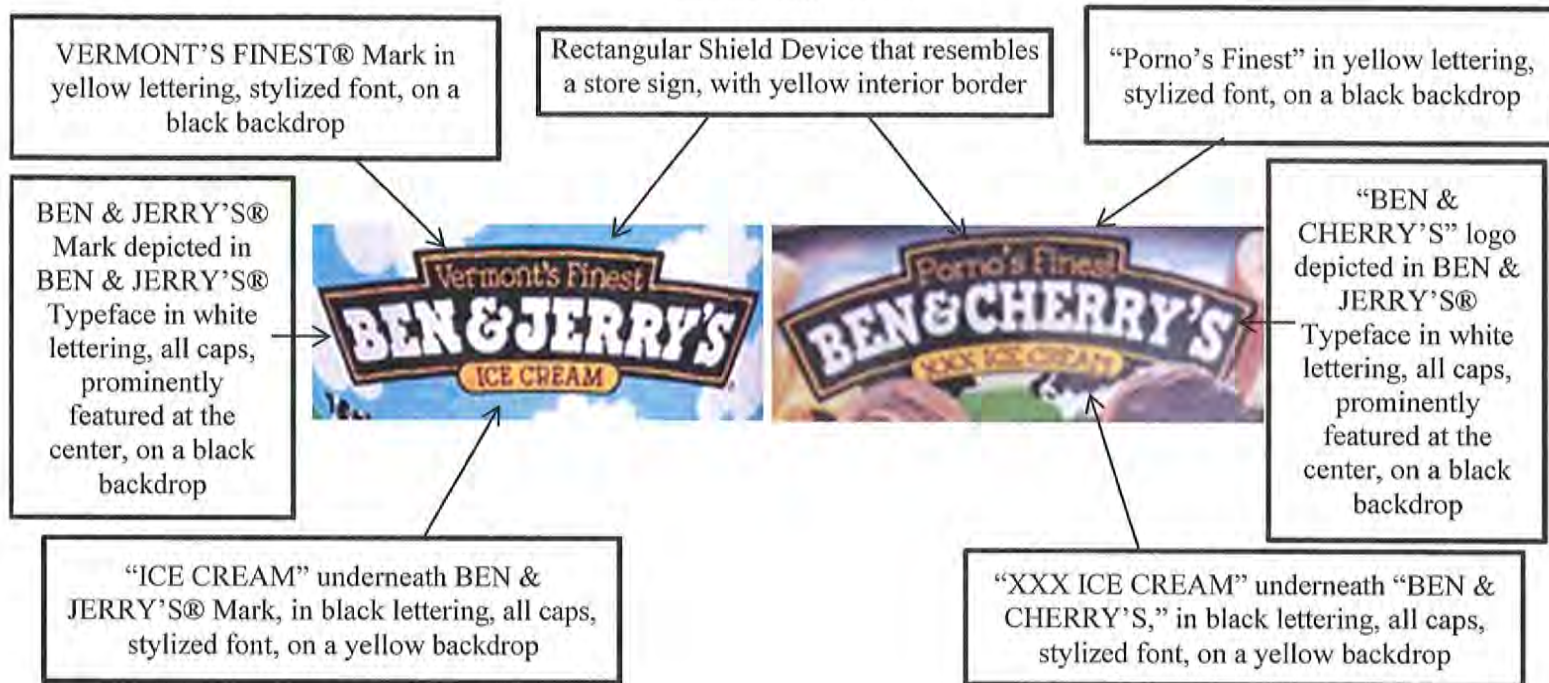 VERMONT'S FINEST® Mark in
yellow lettering, stylized font, on a
black backdrop
Rectangular Shield Device that resembles
a store sign, with yellow interior border
“Porno's Finest” in yellow lettering,
stylized font, on a black backdrop
BEN & JERRY'S®
Mark depicted in
BEN & JERRY'S®
Typeface in white
lettering, all caps,
prominently
featured at the
center, on a black
backdrop
Vermont's Finest
BEN & JERRY'S
ICE CREAM
Porno's Finest
BEN & CHERRY'S
XXX ICE CREAM
“BEN &
CHERRY'S” logo
depicted in BEN &
JERRY'S®
Typeface in white
lettering, all caps,
prominently
featured at the
center, on a black
backdrop
“ICE CREAM” underneath BEN &
JERRY'S® Mark, in black lettering, all caps,
stylized font, on a yellow backdrop
“XXX ICE CREAM” underneath “BEN &
CHERRY'S,” in black lettering, all caps,
stylized font, on a yellow backdrop